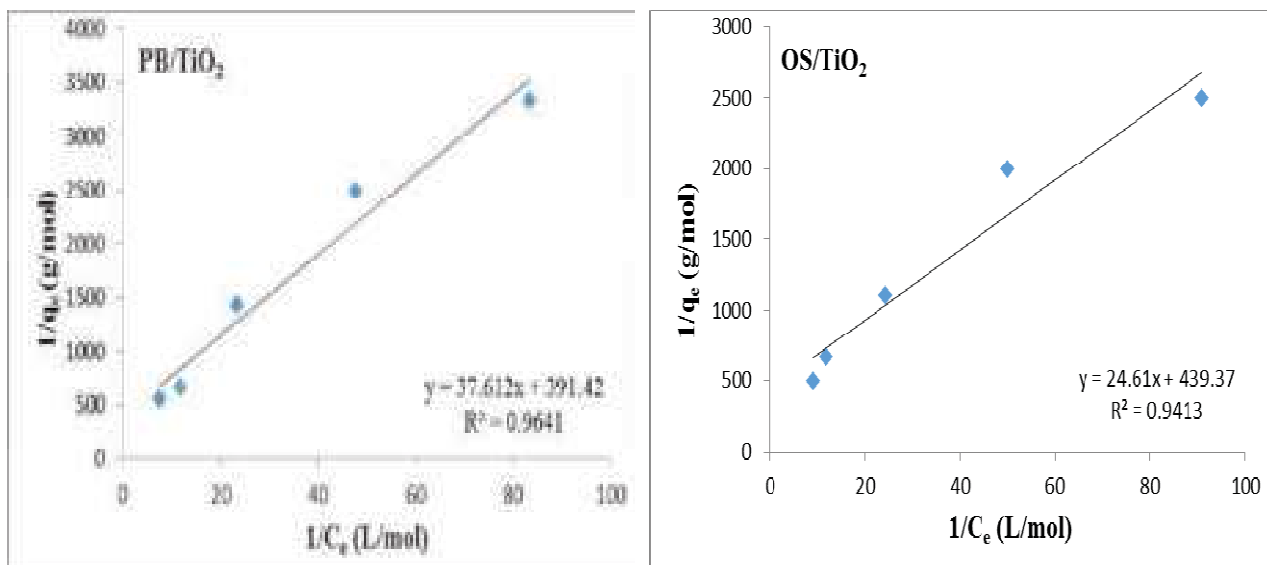 PB/TiO₂
1/qₑ (g/mol)
4000
3500
3000
2500
2000
1500
1000
500
0
y = 37.612x + 391.42
R² = 0.9641
0 20 40 60 80 100
1/Cₑ (L/mol)
OS/TiO₂
1/qₑ (g/mol)
3000
2500
2000
1500
1000
500
0
y = 24.61x + 439.37
R² = 0.9413
0 20 40 60 80 100
1/Cₑ (L/mol)